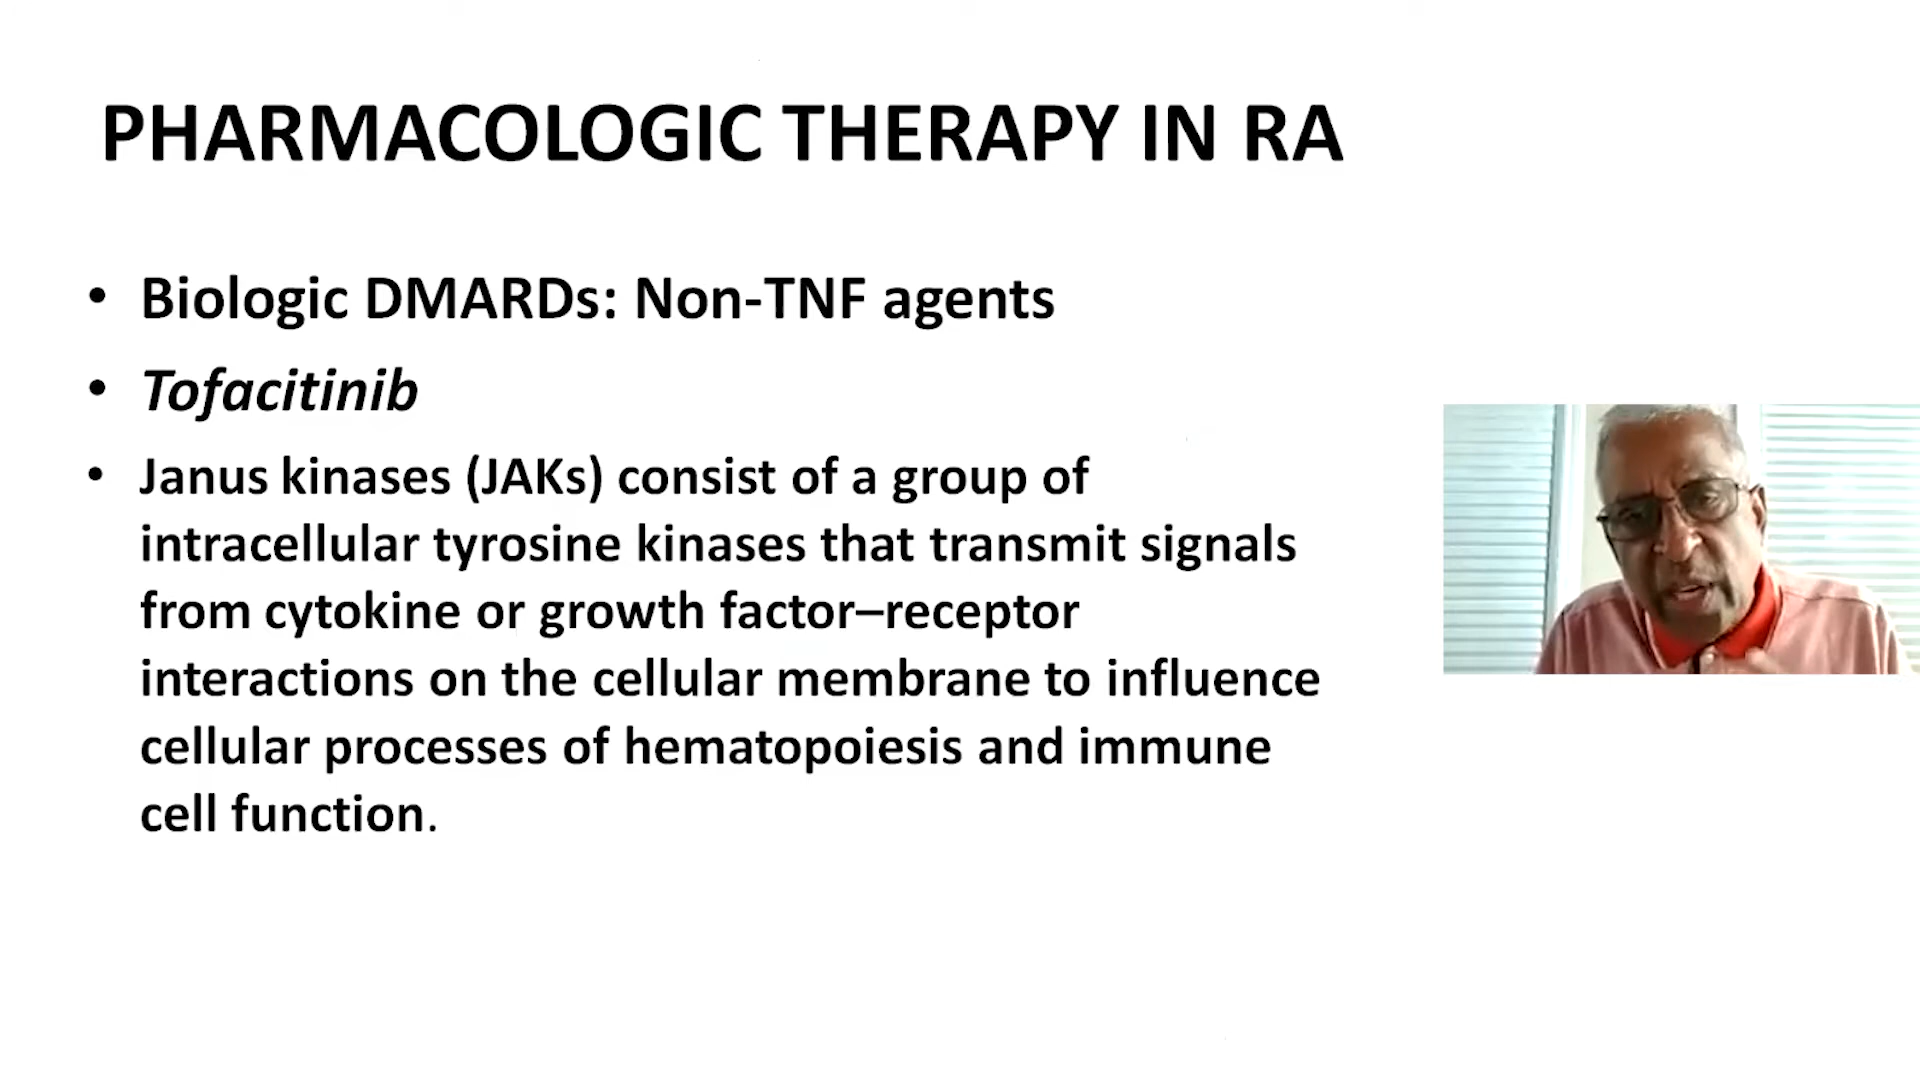 PHARMACOLOGIC THERAPY IN RA
• Biologic DMARDs: Non-TNF agents
• Tofacitinib
• Janus kinases (JAKs) consist of a group of
intracellular tyrosine kinases that transmit signals
from cytokine or growth factor–receptor
interactions on the cellular membrane to influence
cellular processes of hematopoiesis and immune
cell function.